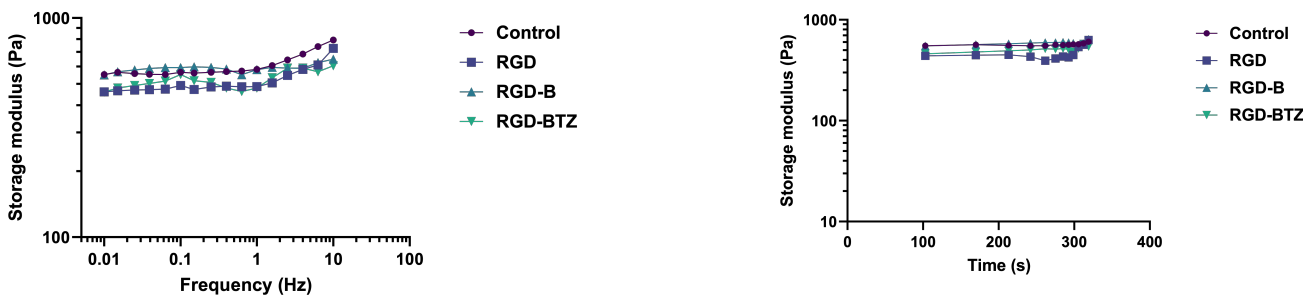 1000
100
Storage modulus (Pa)
0.01 0.1 1 10 100
Frequency (Hz)
Control
RGD
RGD-B
RGD-BTZ
1000
100
10
Storage modulus (Pa)
0 100 200 300 400
Time (s)
Control
RGD
RGD-B
RGD-BTZ